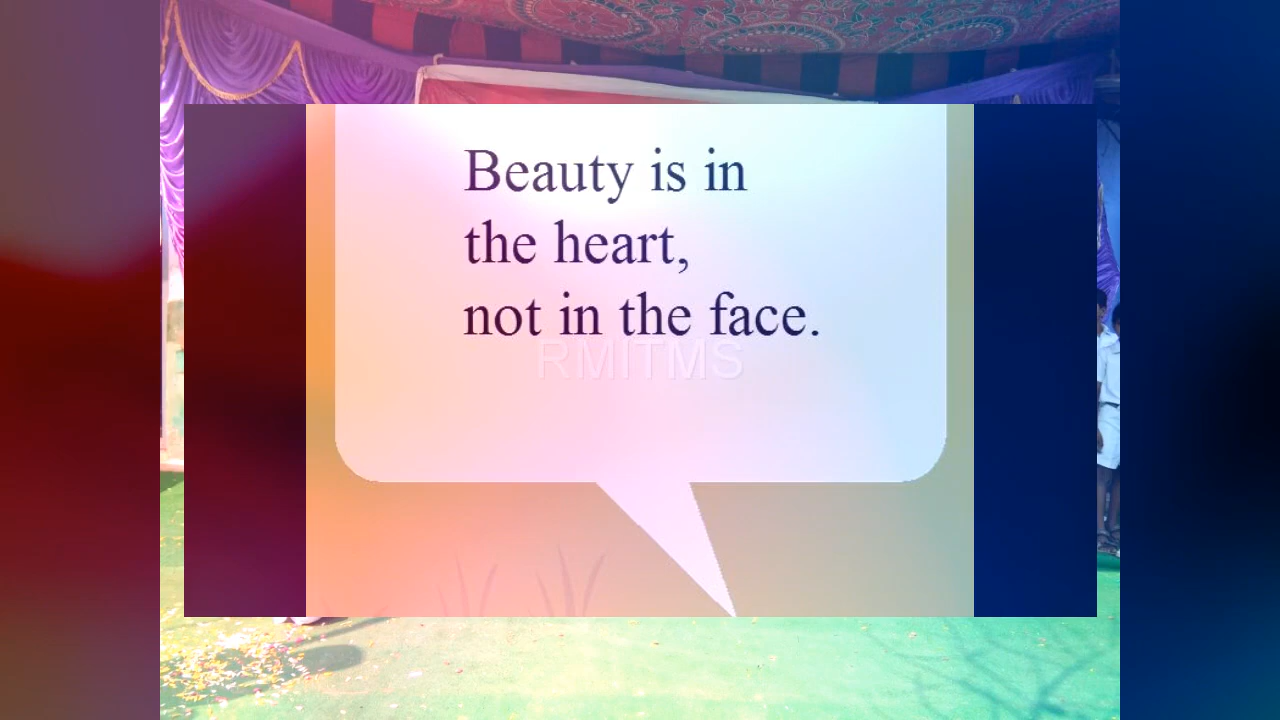 Beauty is in
the heart,
not in the face.
RMITMS